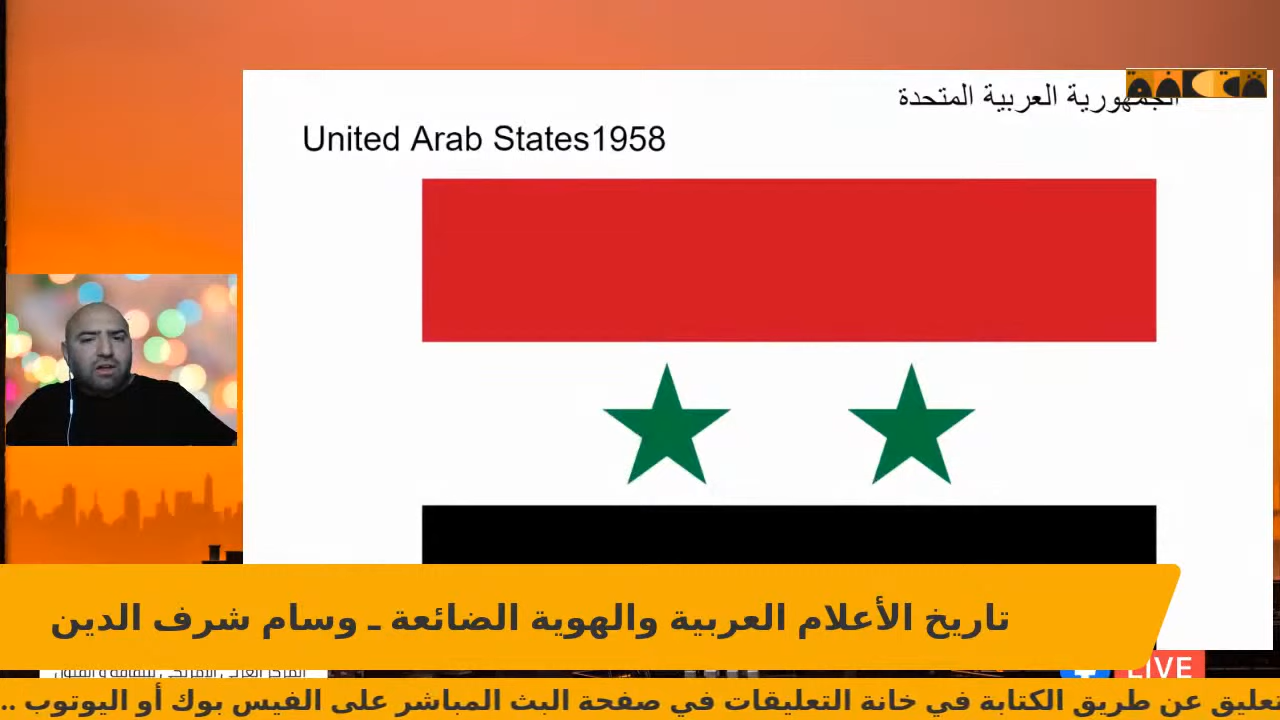 الجمهورية العربية المتحدة
United Arab States1958
تاريخ الأعلام العربية والهوية الضائعة ـ وسام شرف الدين
LIVE
تعليق عن طريق الكتابة في خانة التعليقات في صفحة البث المباشر على الفيس بوك أو اليوتوب ..